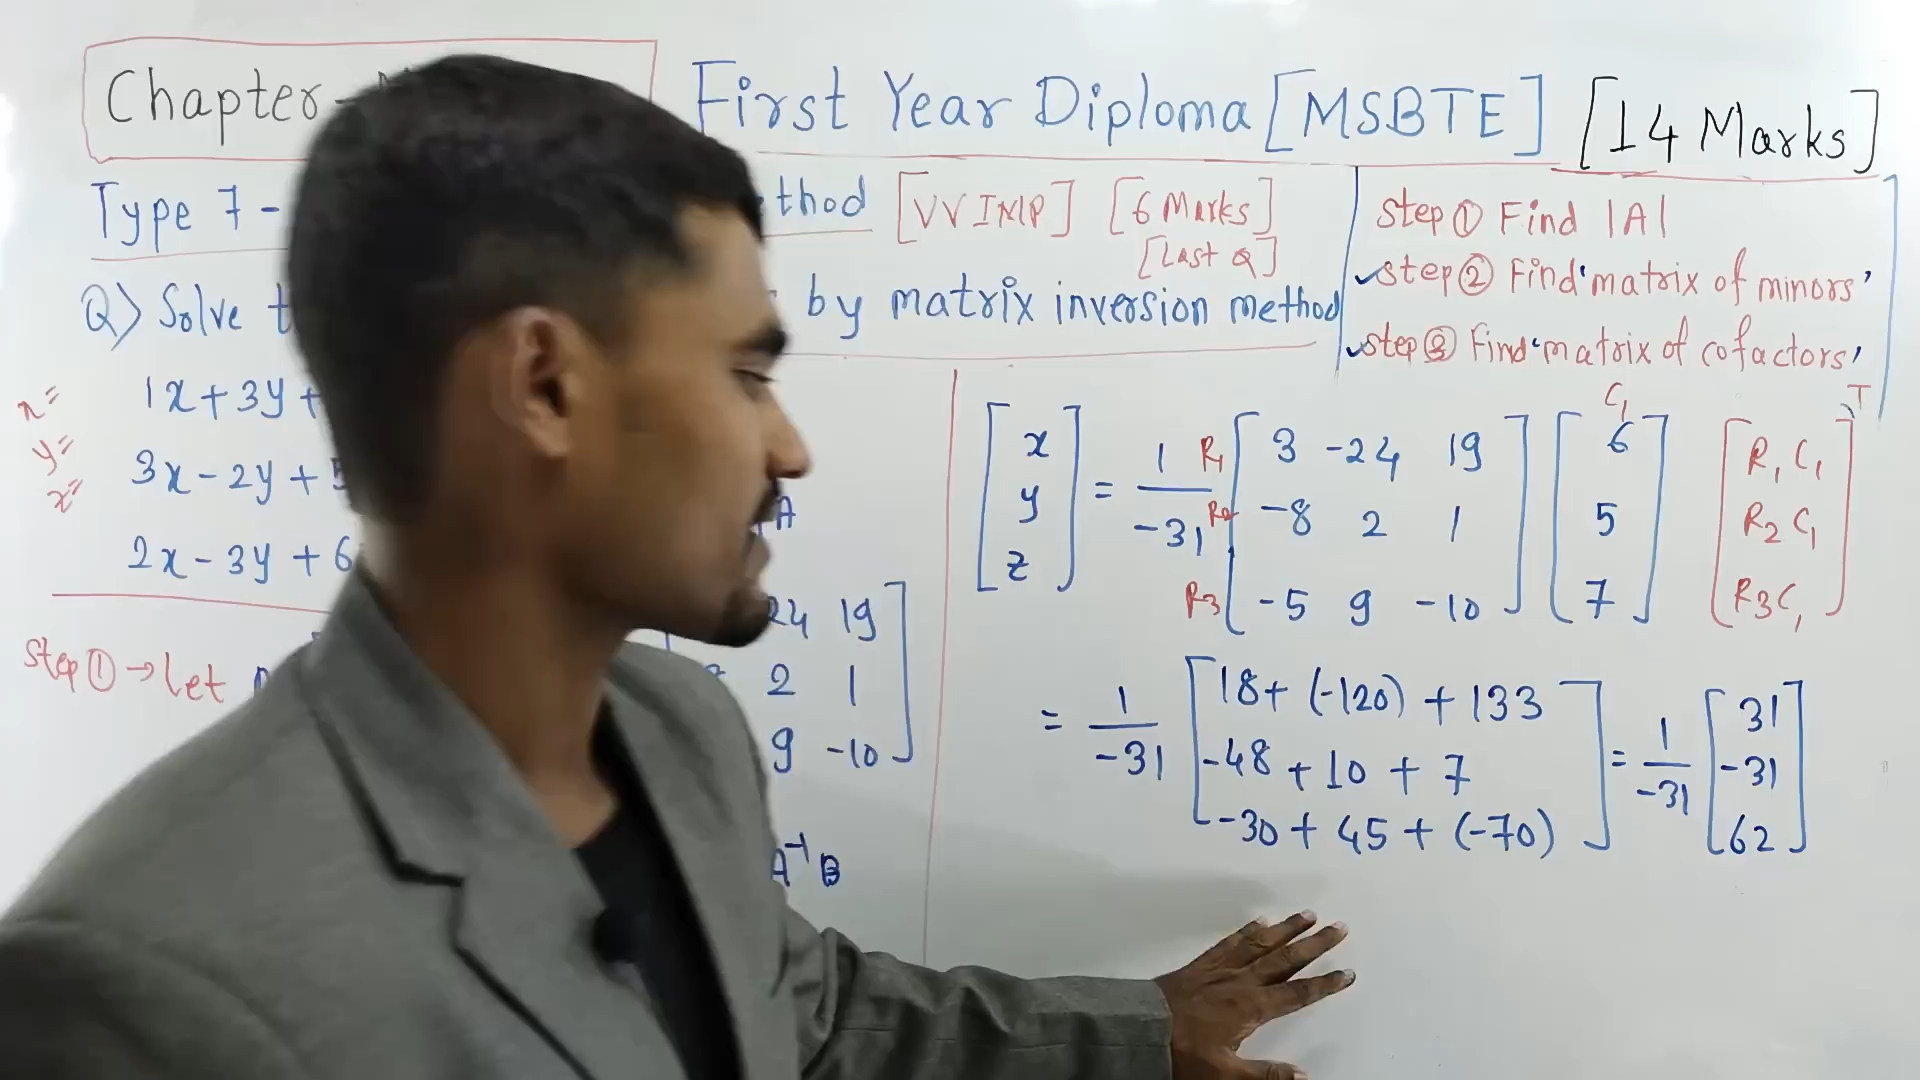 Chapter-
First Year Diploma [MSBTE] [14 Marks]
Type 7 -
thod [VV IMP] [6 Marks]
[Last Q]
Q) Solve t
by matrix inversion method
1x+3y+
3x-2y+5
2x-3y+6
x=
y=
z=
Step ① → Let
Step ① Find |A|
✓step ② Find 'matrix of minors'
✓step ③ Find 'matrix of cofactors'
A
24 19
2 1
9 -10
A⁻¹B
[x y z] = 1/-31 [3 -24 19 [6
R1
R2 -8 2 1 5
R3 -5 9 -10] 7]
C1
[R1C1
R2C1
R3C1]ᵀ
= 1/-31 [18+(-120)+133
-48+10+7
-30+45+(-70)]
= 1/-31 [31
-31
62]